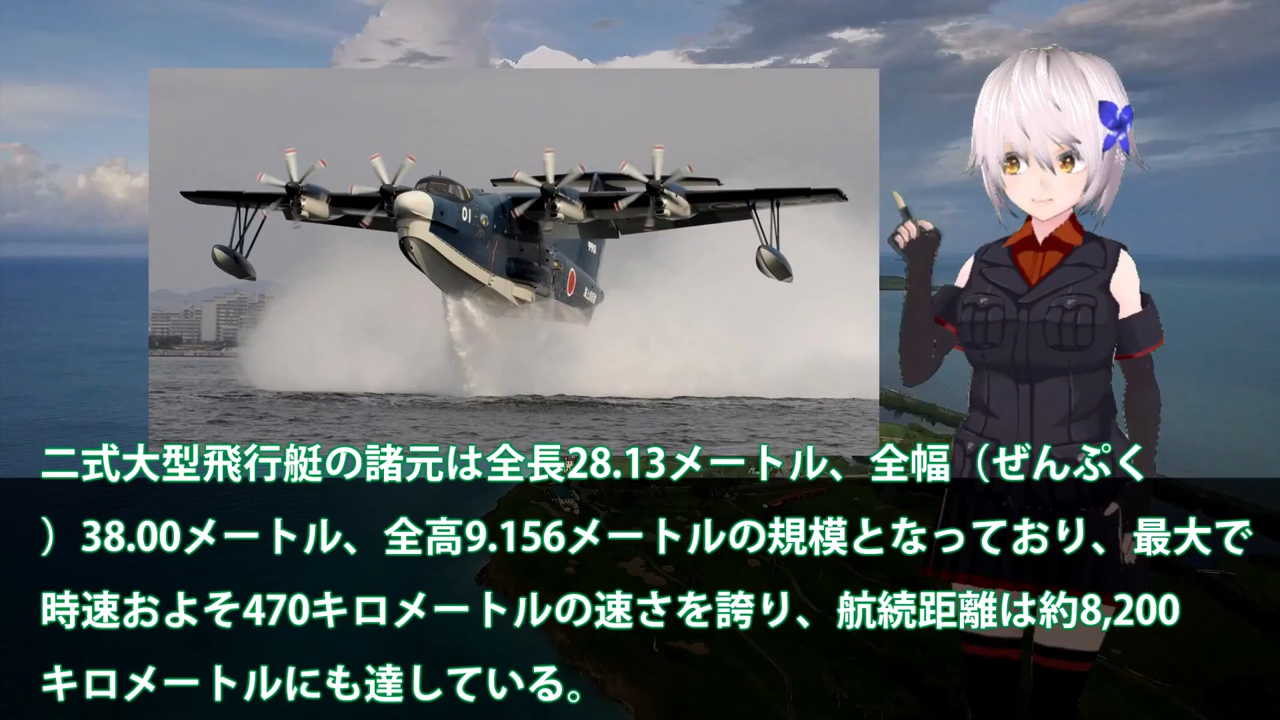 01
二式大型飛行艇の諸元は全長28.13メートル、全幅（ぜんぷく
）38.00メートル、全高9.156メートルの規模となっており、最大で
時速およそ470キロメートルの速さを誇り、航続距離は約8,200
キロメートルにも達している。